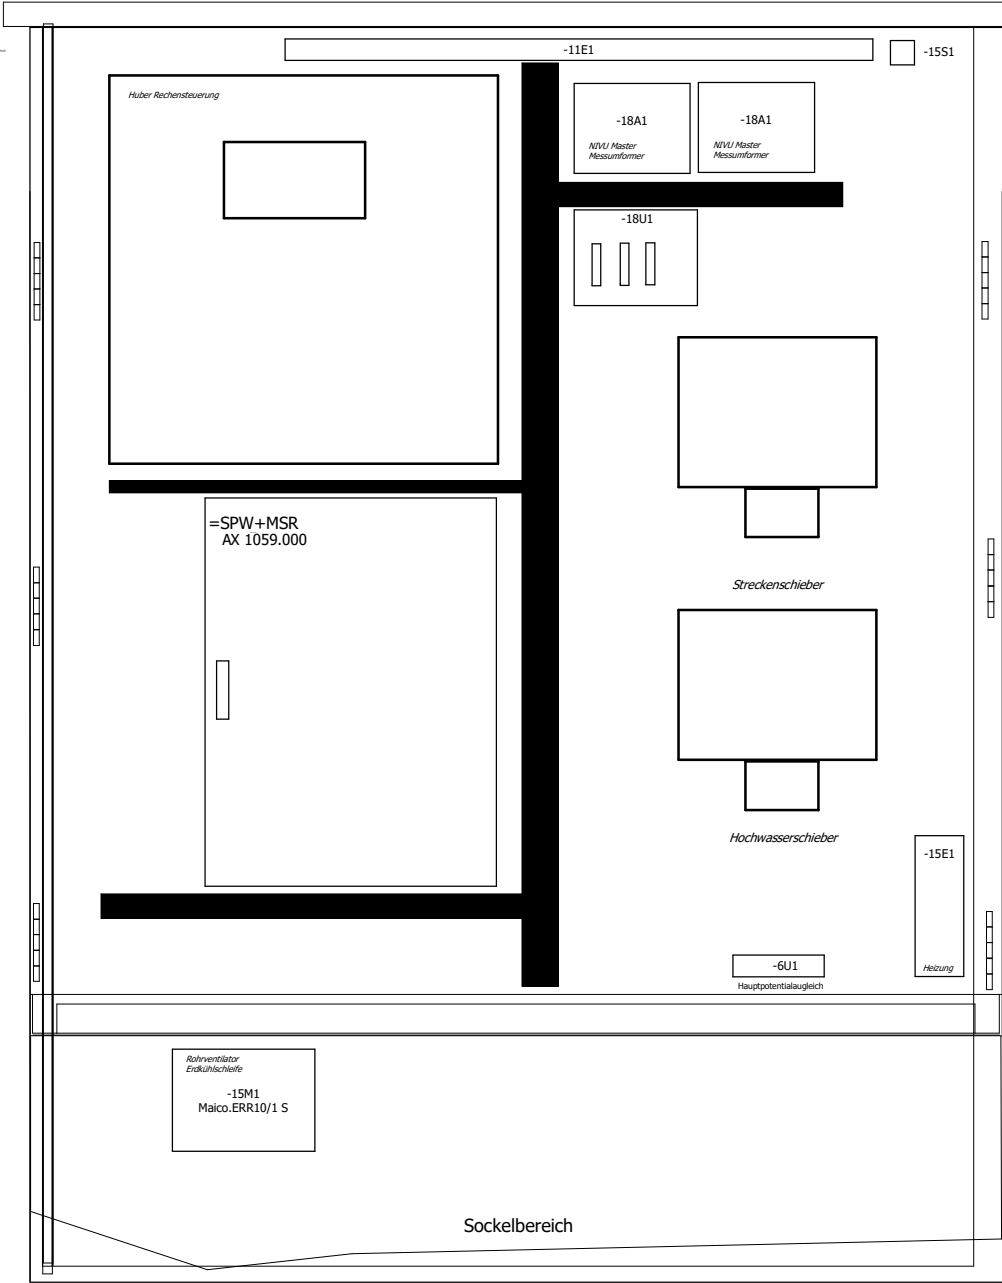 -11E1
-15S1
Huber Rechensteuerung
-18A1
NIVU Master
Messumformer
-18A1
NIVU Master
Messumformer
-18U1
=SPW+MSR
AX 1059.000
Streckenschieber
Hochwasserschieber
-15E1
Heizung
-6U1
Hauptpotentialaugleich
Rohrventilator
Erdkühlschleife
-15M1
Maico.ERR10/1 S
Sockelbereich